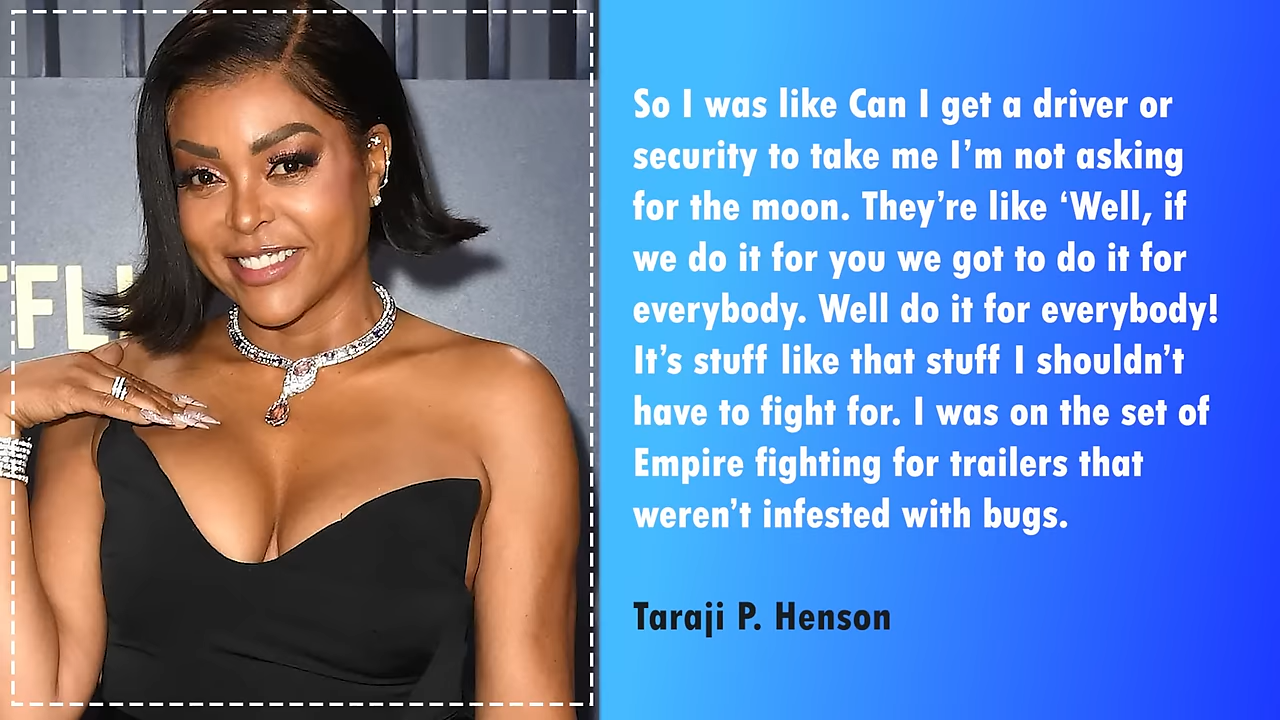 TFLI
So I was like Can I get a driver or
security to take me I’m not asking
for the moon. They’re like ‘Well, if
we do it for you we got to do it for
everybody. Well do it for everybody!
It’s stuff like that stuff I shouldn’t
have to fight for. I was on the set of
Empire fighting for trailers that
weren’t infested with bugs.
Taraji P. Henson